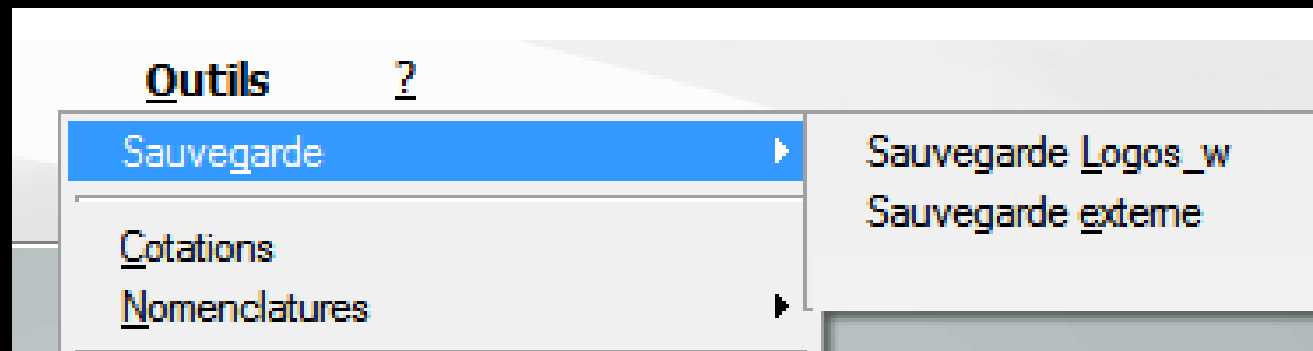 Outils ?
Sauvegarde
Sauvegarde Logos_w
Sauvegarde externe
Cotations
Nomenclatures